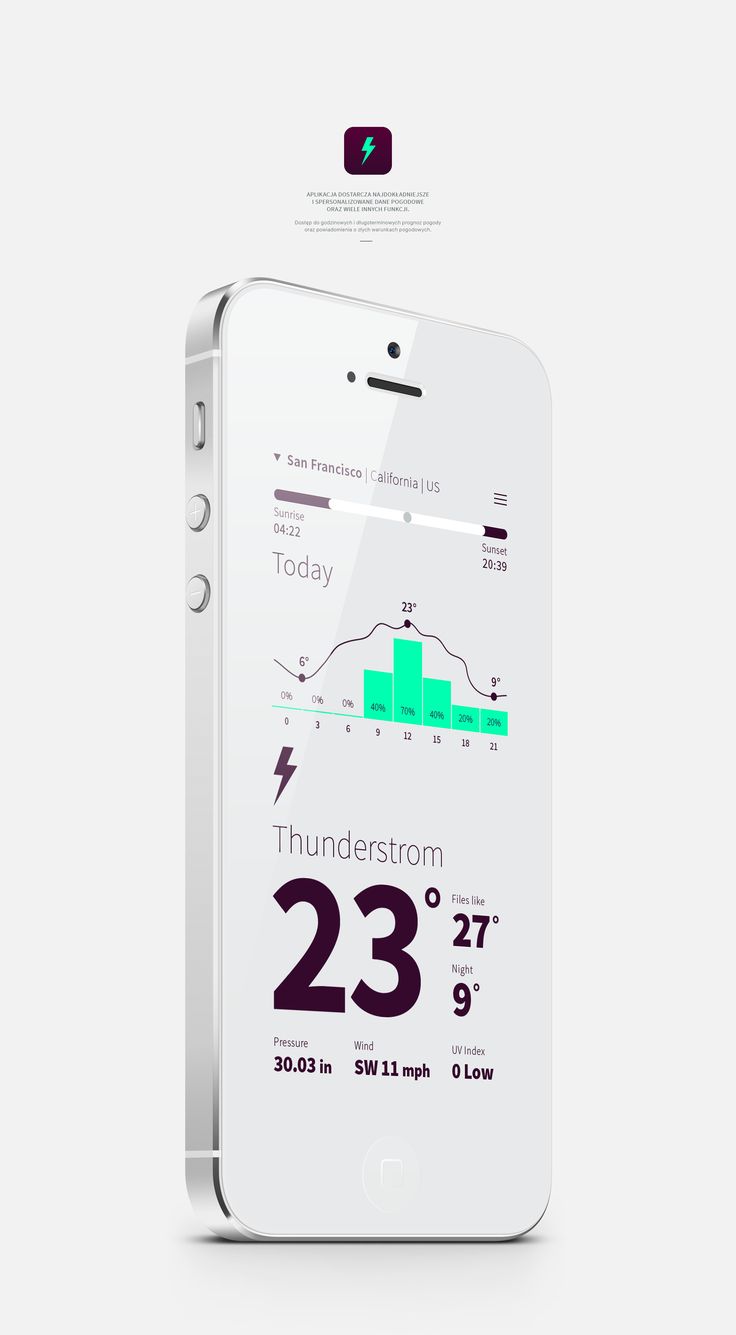 APLIKACJA DOSTARCZA NAJDOKŁADNIEJSZE
I SPERSONALIZOWANE DANE POGODOWE
ORAZ WIELE INNYCH FUNKCJI.
Dostęp do godzinowych i długoterminowych prognoz pogody
oraz powiadomienia o złych warunkach pogodowych.
San Francisco | California | US
Sunrise
04:22
Sunset
20:39
Today
23°
6°
9°
0% 0% 0% 40% 70% 40% 20% 20%
0 3 6 9 12 15 18 21
Thunderstrom
23°
Files like
27°
Night
9°
Pressure
30.03 in
Wind
SW 11 mph
UV Index
0 Low